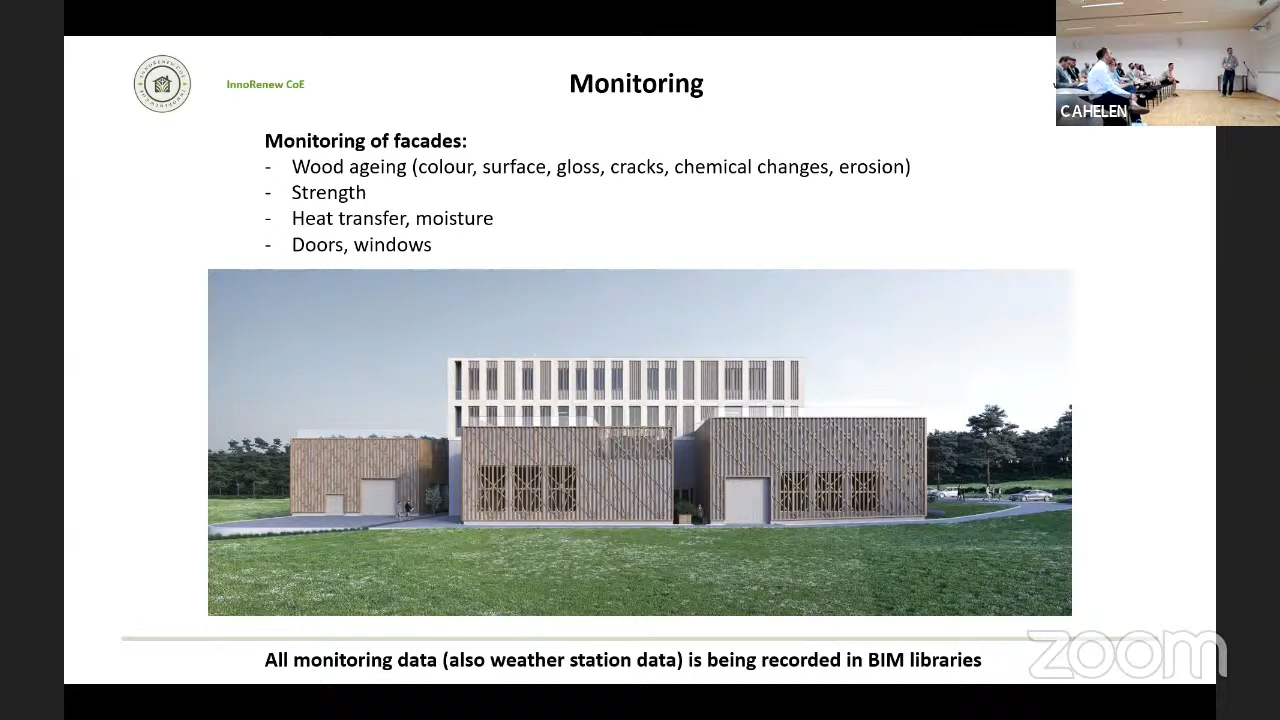 InnoRenew CoE
Monitoring
C AHELEN
Monitoring of facades:
- Wood ageing (colour, surface, gloss, cracks, chemical changes, erosion)
- Strength
- Heat transfer, moisture
- Doors, windows
zoom
All monitoring data (also weather station data) is being recorded in BIM libraries